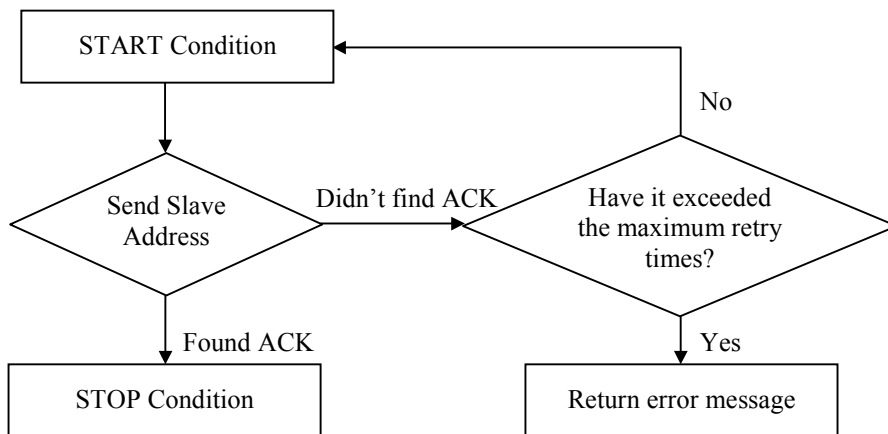 START Condition
No
Send Slave
Address
Didn't find ACK
Have it exceeded
the maximum retry
times?
Found ACK
Yes
STOP Condition
Return error message